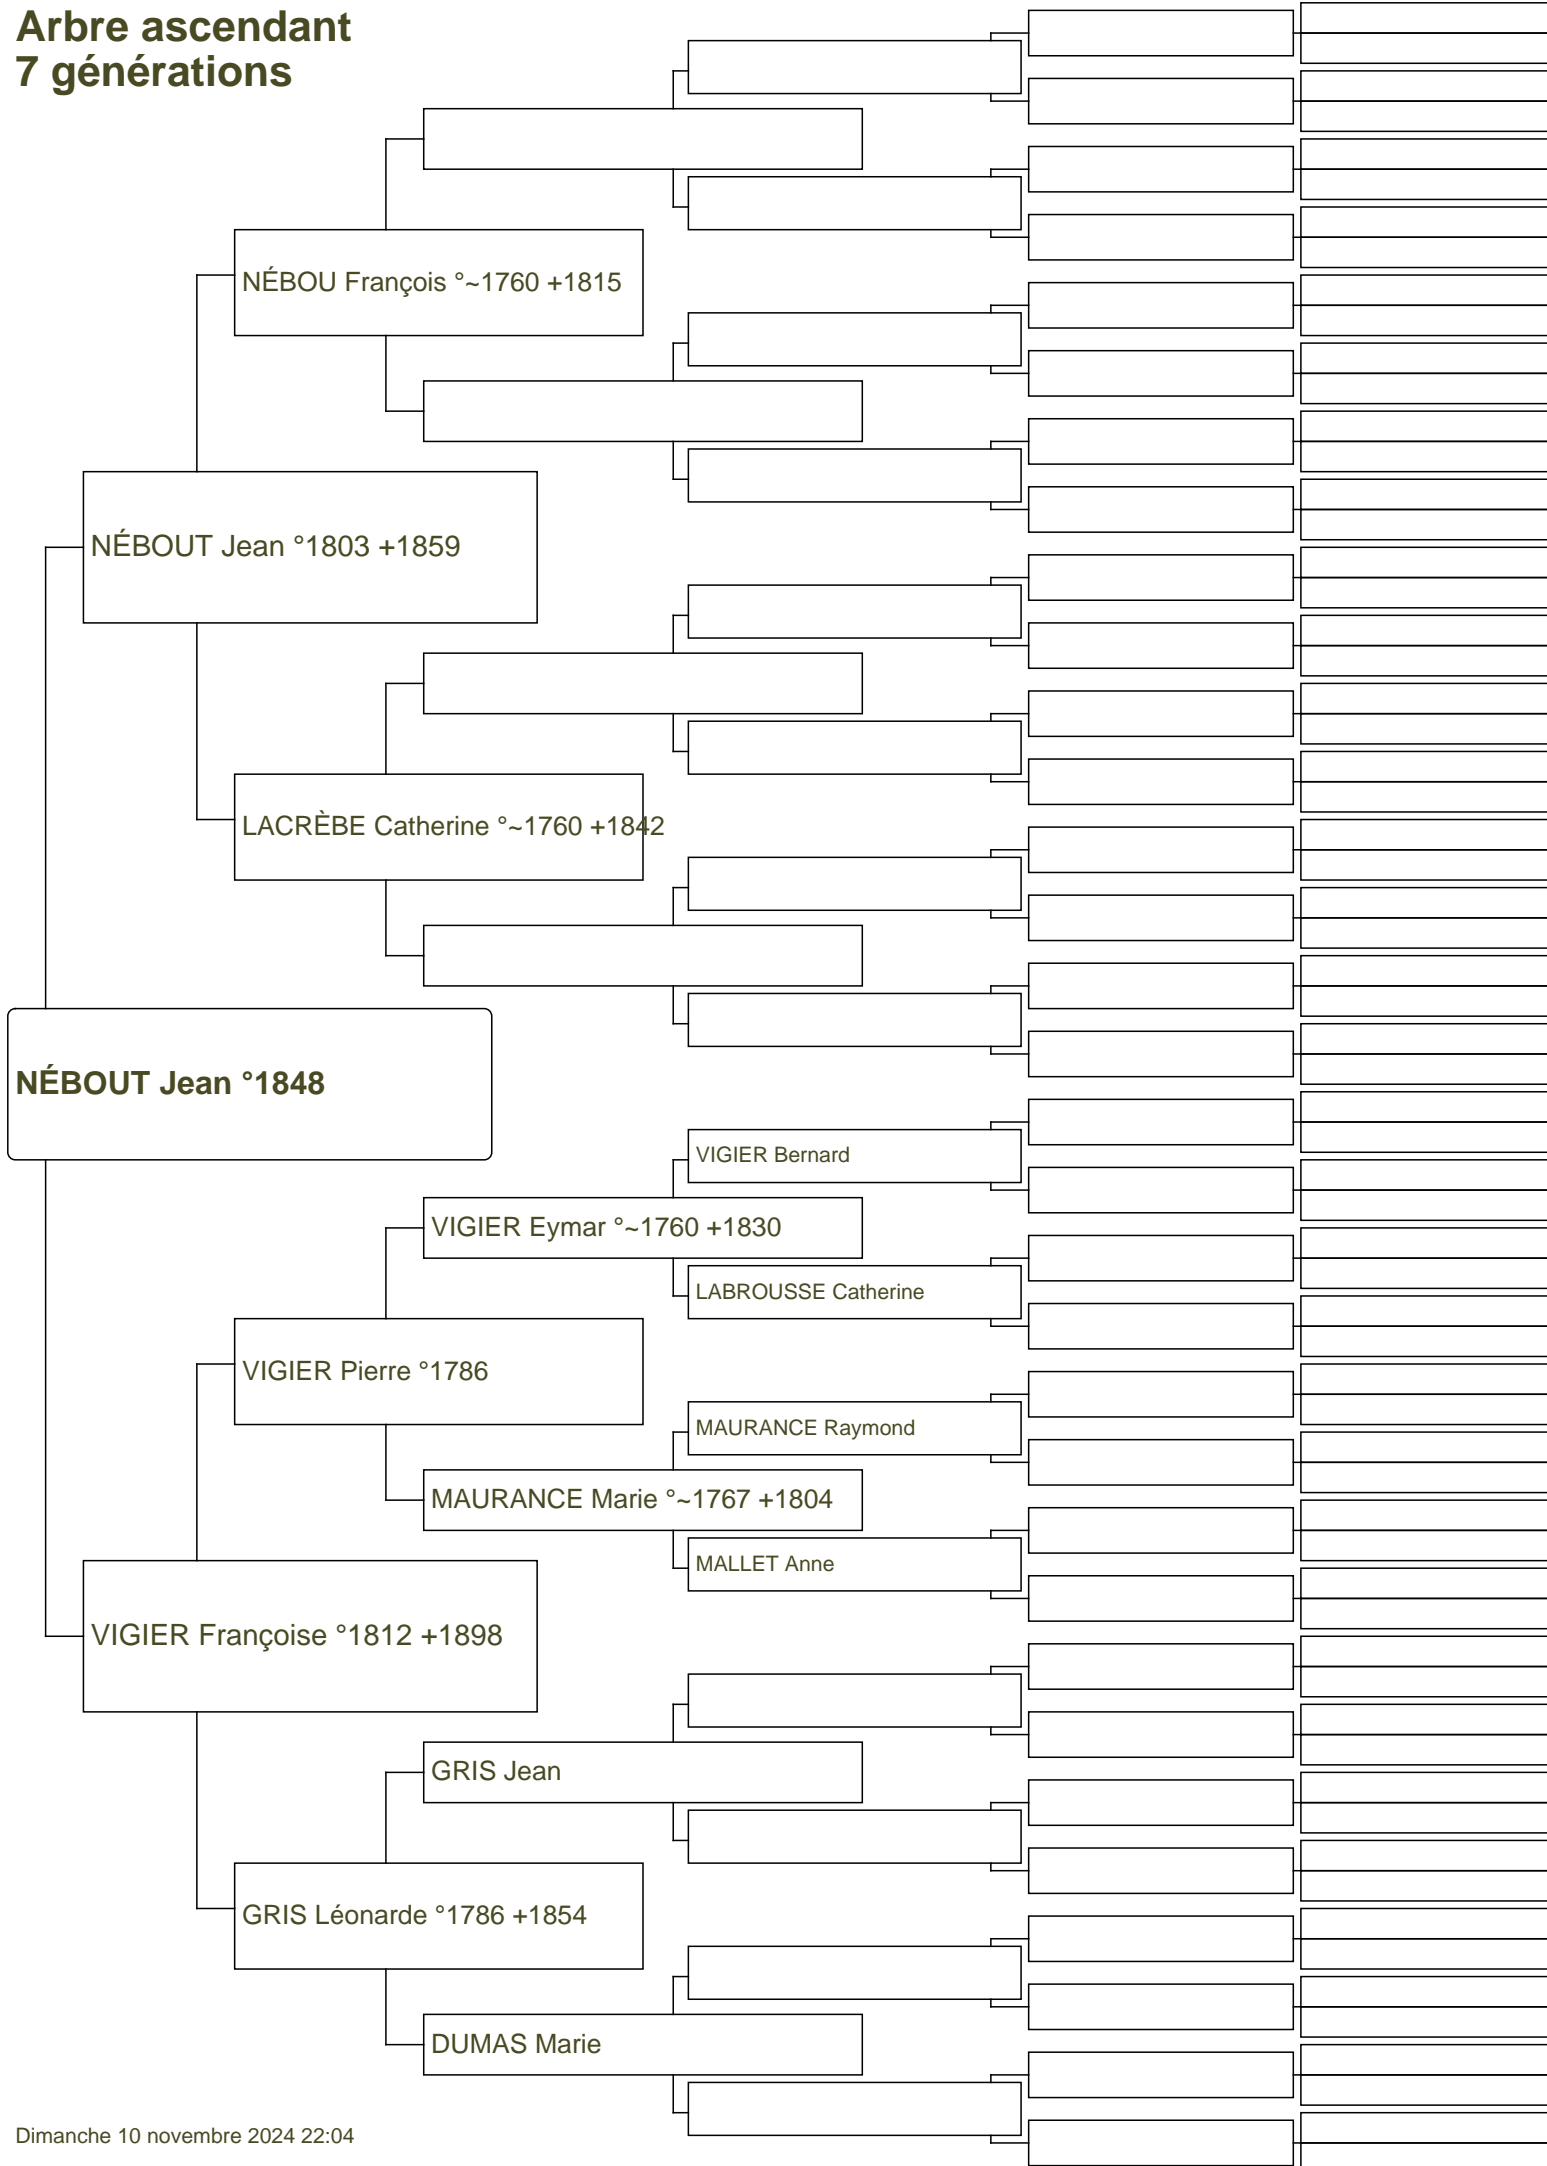 Arbre ascendant
7 générations
NÉBOU François °~1760 +1815
NÉBOUT Jean °1803 +1859
LACRÈBE Catherine °~1760 +1842
NÉBOUT Jean °1848
VIGIER Bernard
VIGIER Eymar °~1760 +1830
LABROUSSE Catherine
VIGIER Pierre °1786
MAURANCE Raymond
MAURANCE Marie °~1767 +1804
MALLET Anne
VIGIER Françoise °1812 +1898
GRIS Jean
GRIS Léonarde °1786 +1854
DUMAS Marie
Dimanche 10 novembre 2024 22:04